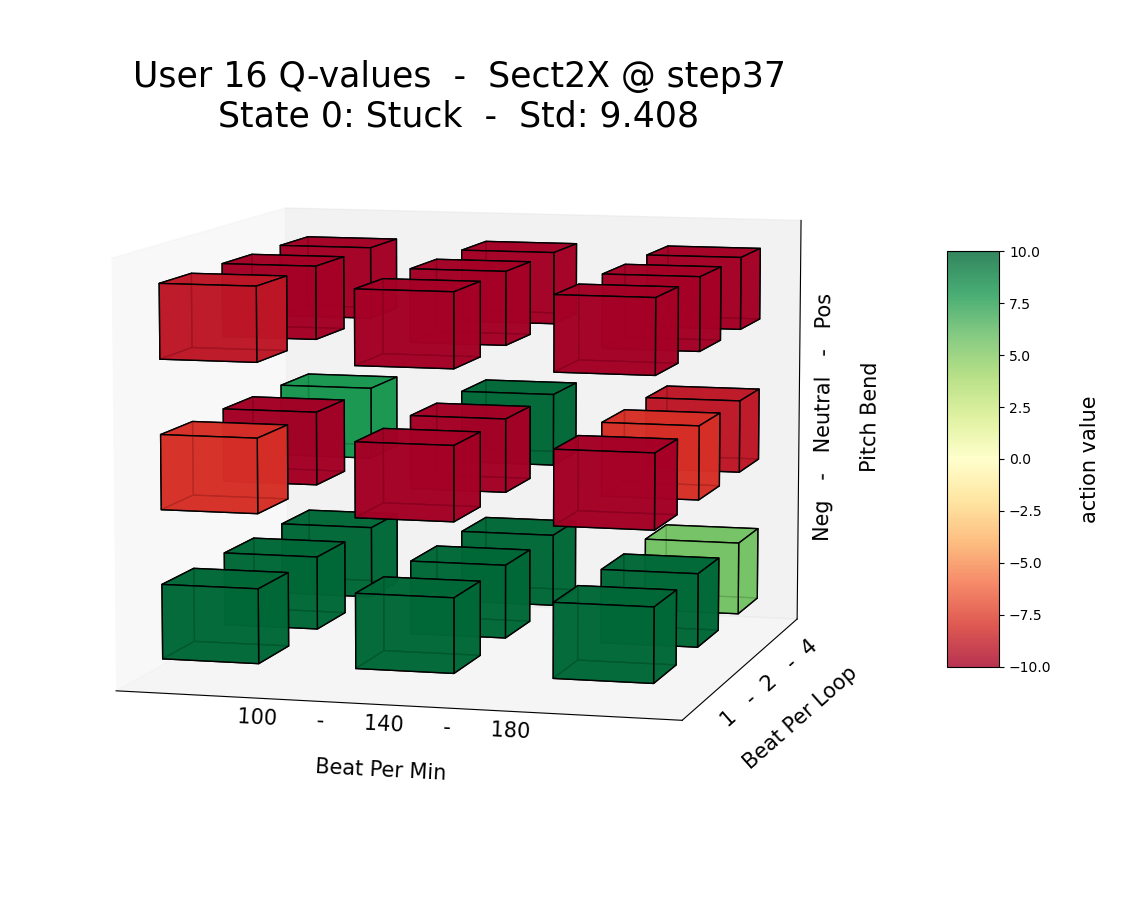 User 16 Q-values  -  Sect2X @ step37
State 0: Stuck  -  Std: 9.408
Neg   -   Neutral   -   Pos
Pitch Bend
100   -   140   -   180
Beat Per Min
1  -  2  -  4
Beat Per Loop
10.0
7.5
5.0
2.5
0.0
−2.5
−5.0
−7.5
−10.0
action value